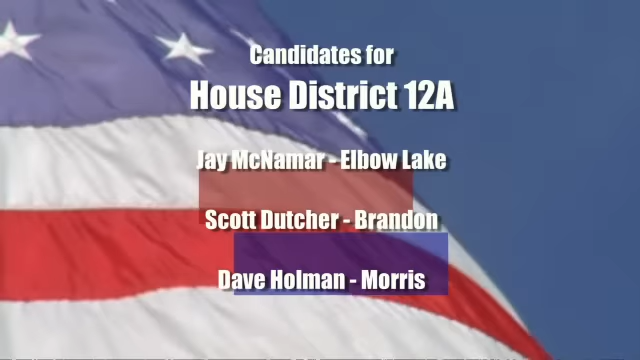 Candidates for
House District 12A
Jay McNamar - Elbow Lake
Scott Dutcher - Brandon
Dave Holman - Morris